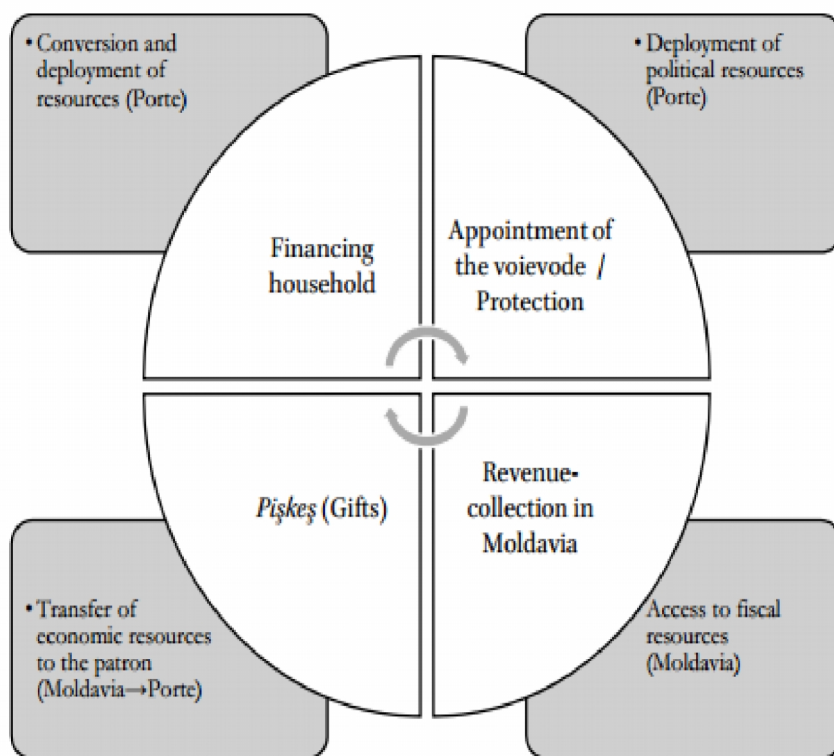 • Conversion and
deployment of
resources (Porte)
• Deployment of
political resources
(Porte)
Financing
household
Appointment of
the voievode /
Protection
Pişkeş (Gifts)
Revenue-
collection in
Moldavia
• Transfer of
economic resources
to the patron
(Moldavia→Porte)
Access to fiscal
resources
(Moldavia)